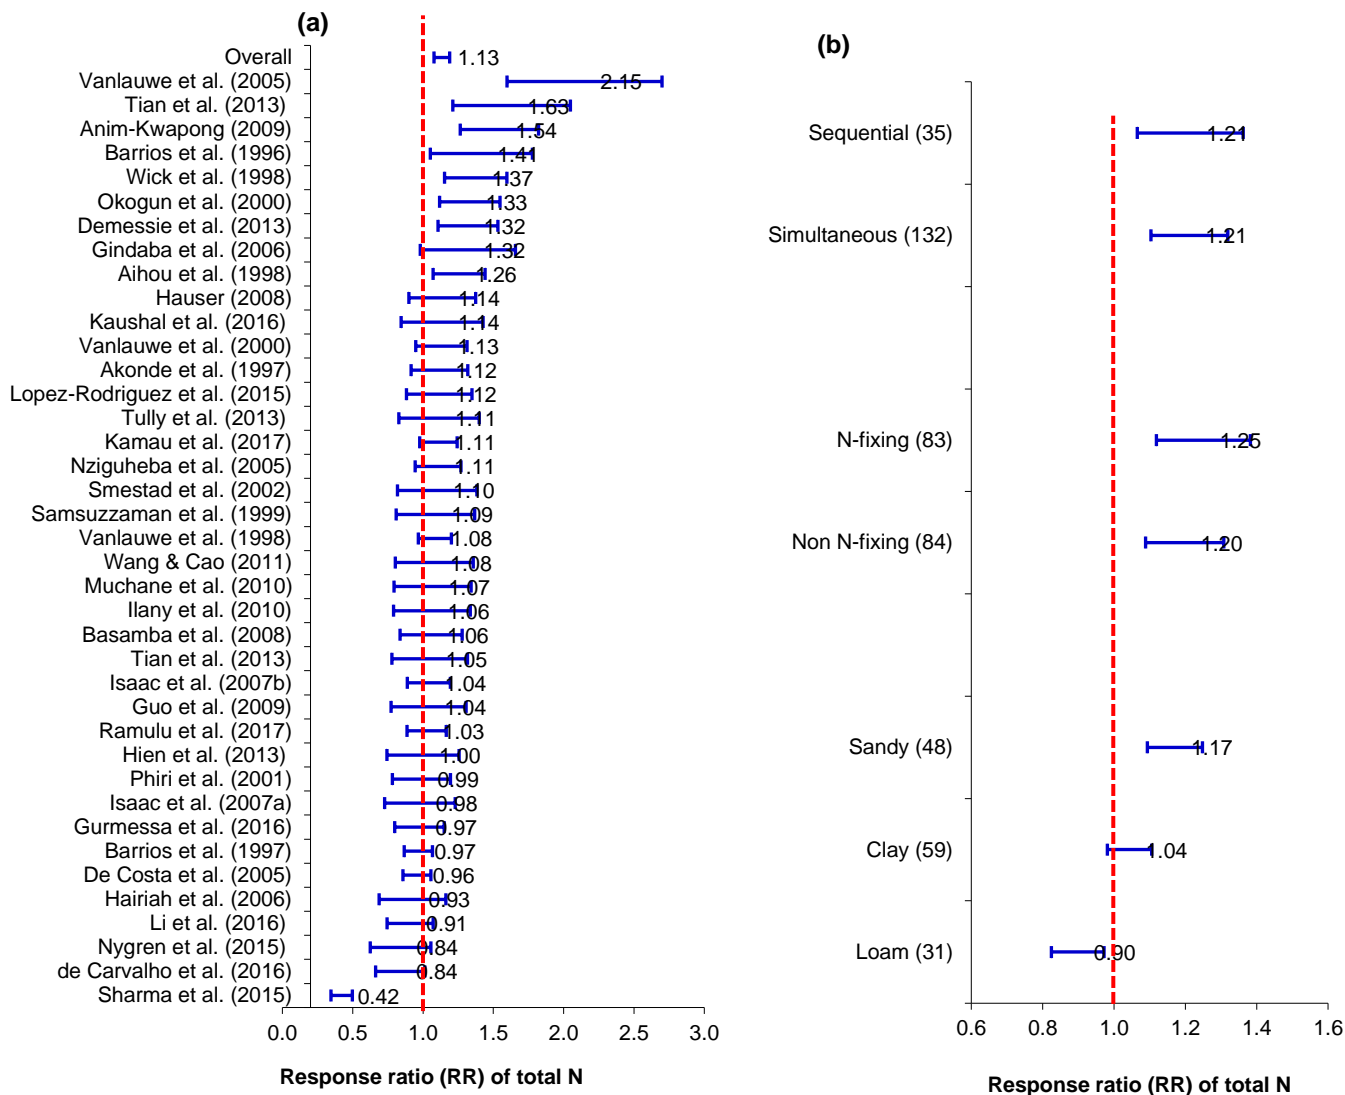 (a)
Overall 1.13
Vanlauwe et al. (2005) 2.15
Tian et al. (2013) 1.63
Anim-Kwapong (2009) 1.54
Barrios et al. (1996) 1.41
Wick et al. (1998) 1.37
Okogun et al. (2000) 1.33
Demessie et al. (2013) 1.32
Gindaba et al. (2006) 1.32
Aihou et al. (1998) 1.26
Hauser (2008) 1.14
Kaushal et al. (2016) 1.14
Vanlauwe et al. (2000) 1.13
Akonde et al. (1997) 1.12
Lopez-Rodriguez et al. (2015) 1.12
Tully et al. (2013) 1.11
Kamau et al. (2017) 1.11
Nziguheba et al. (2005) 1.11
Smestad et al. (2002) 1.10
Samsuzzaman et al. (1999) 1.09
Vanlauwe et al. (1998) 1.08
Wang & Cao (2011) 1.08
Muchane et al. (2010) 1.07
Ilany et al. (2010) 1.06
Basamba et al. (2008) 1.06
Tian et al. (2013) 1.05
Isaac et al. (2007b) 1.04
Guo et al. (2009) 1.04
Ramulu et al. (2017) 1.03
Hien et al. (2013) 1.00
Phiri et al. (2001) 0.99
Isaac et al. (2007a) 0.98
Gurmessa et al. (2016) 0.97
Barrios et al. (1997) 0.97
De Costa et al. (2005) 0.96
Hairiah et al. (2006) 0.93
Li et al. (2016) 0.91
Nygren et al. (2015) 0.84
de Carvalho et al. (2016) 0.84
Sharma et al. (2015) 0.42
0.0 0.5 1.0 1.5 2.0 2.5 3.0
Response ratio (RR) of total N
(b)
Sequential (35) 1.21
Simultaneous (132) 1.21
N-fixing (83) 1.25
Non N-fixing (84) 1.20
Sandy (48) 1.17
Clay (59) 1.04
Loam (31) 0.90
0.6 0.8 1.0 1.2 1.4 1.6
Response ratio (RR) of total N